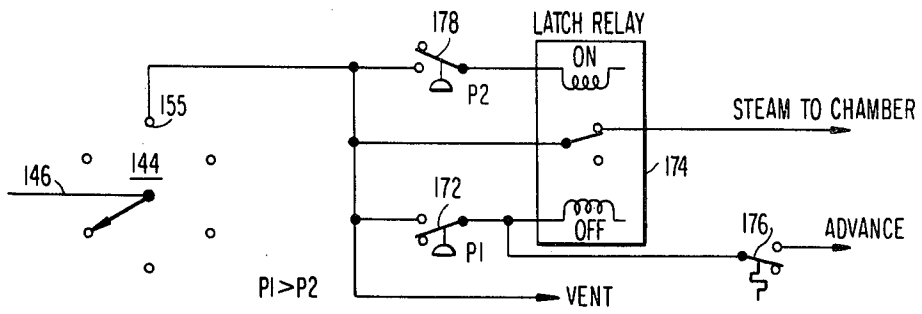 178
LATCH RELAY
ON
P2
155
STEAM TO CHAMBER
144
146
172
174
OFF
176
ADVANCE
P1
P1>P2
VENT